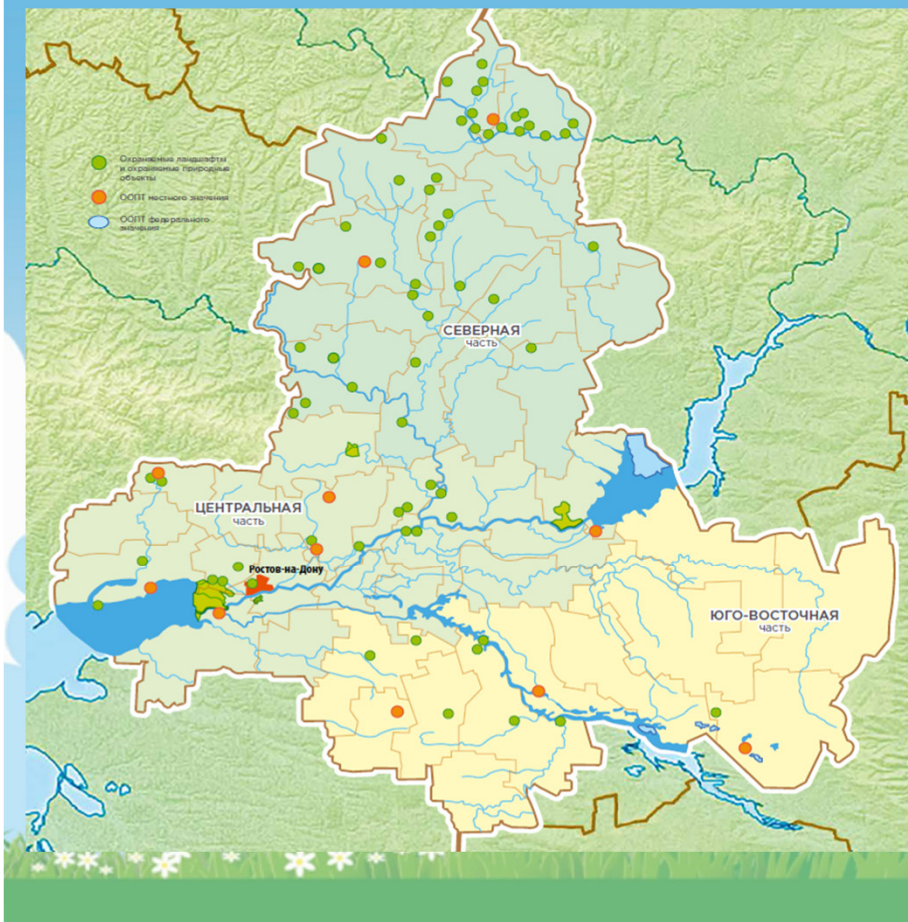 Охраняемые ландшафты
и охраняемые природные
объекты
ООПТ местного значения
ООПТ федерального
значения
СЕВЕРНАЯ
часть
ЦЕНТРАЛЬНАЯ
часть
Ростов-на-Дону
ЮГО-ВОСТОЧНАЯ
часть